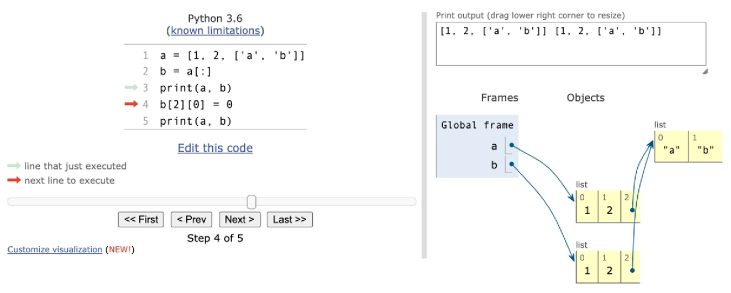 Python 3.6
(known limitations)
1 a = [1, 2, ['a', 'b']]
2 b = a[:]
3 print(a, b)
4 b[2][0] = 0
5 print(a, b)
Edit this code
line that just executed
next line to execute
<< First
< Prev
Next >
Last >>
Step 4 of 5
Customize visualization (NEW!)
Print output (drag lower right corner to resize)
[1, 2, ['a', 'b']] [1, 2, ['a', 'b']]
Frames
Objects
Global frame
a
b
list
0 1
"a" "b"
list
0 1 2
1 2
list
0 1 2
1 2